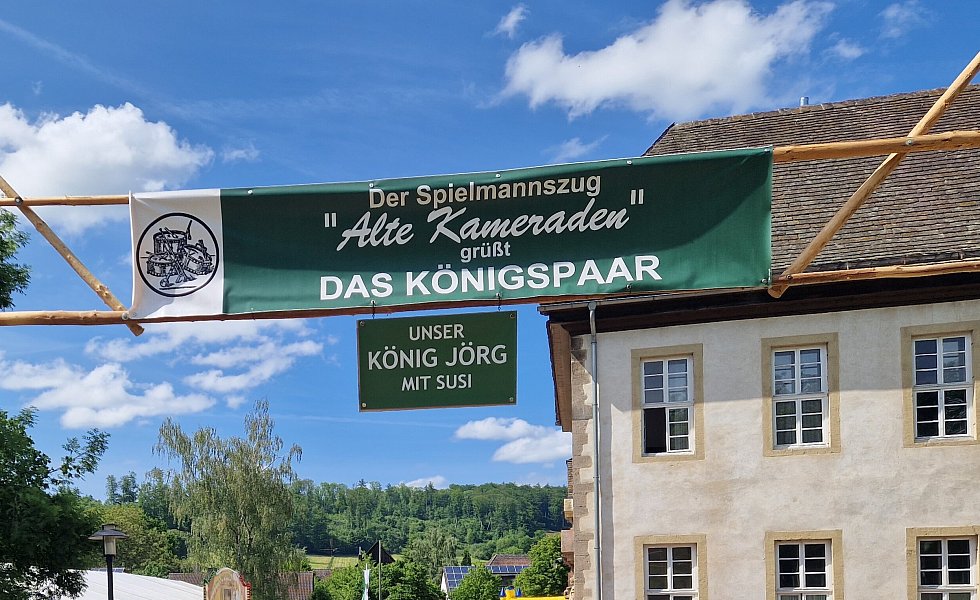 Der Spielmannszug
"Alte Kameraden"
grüßt
DAS KÖNIGSPAAR
UNSER
KÖNIG JÖRG
MIT SUSI